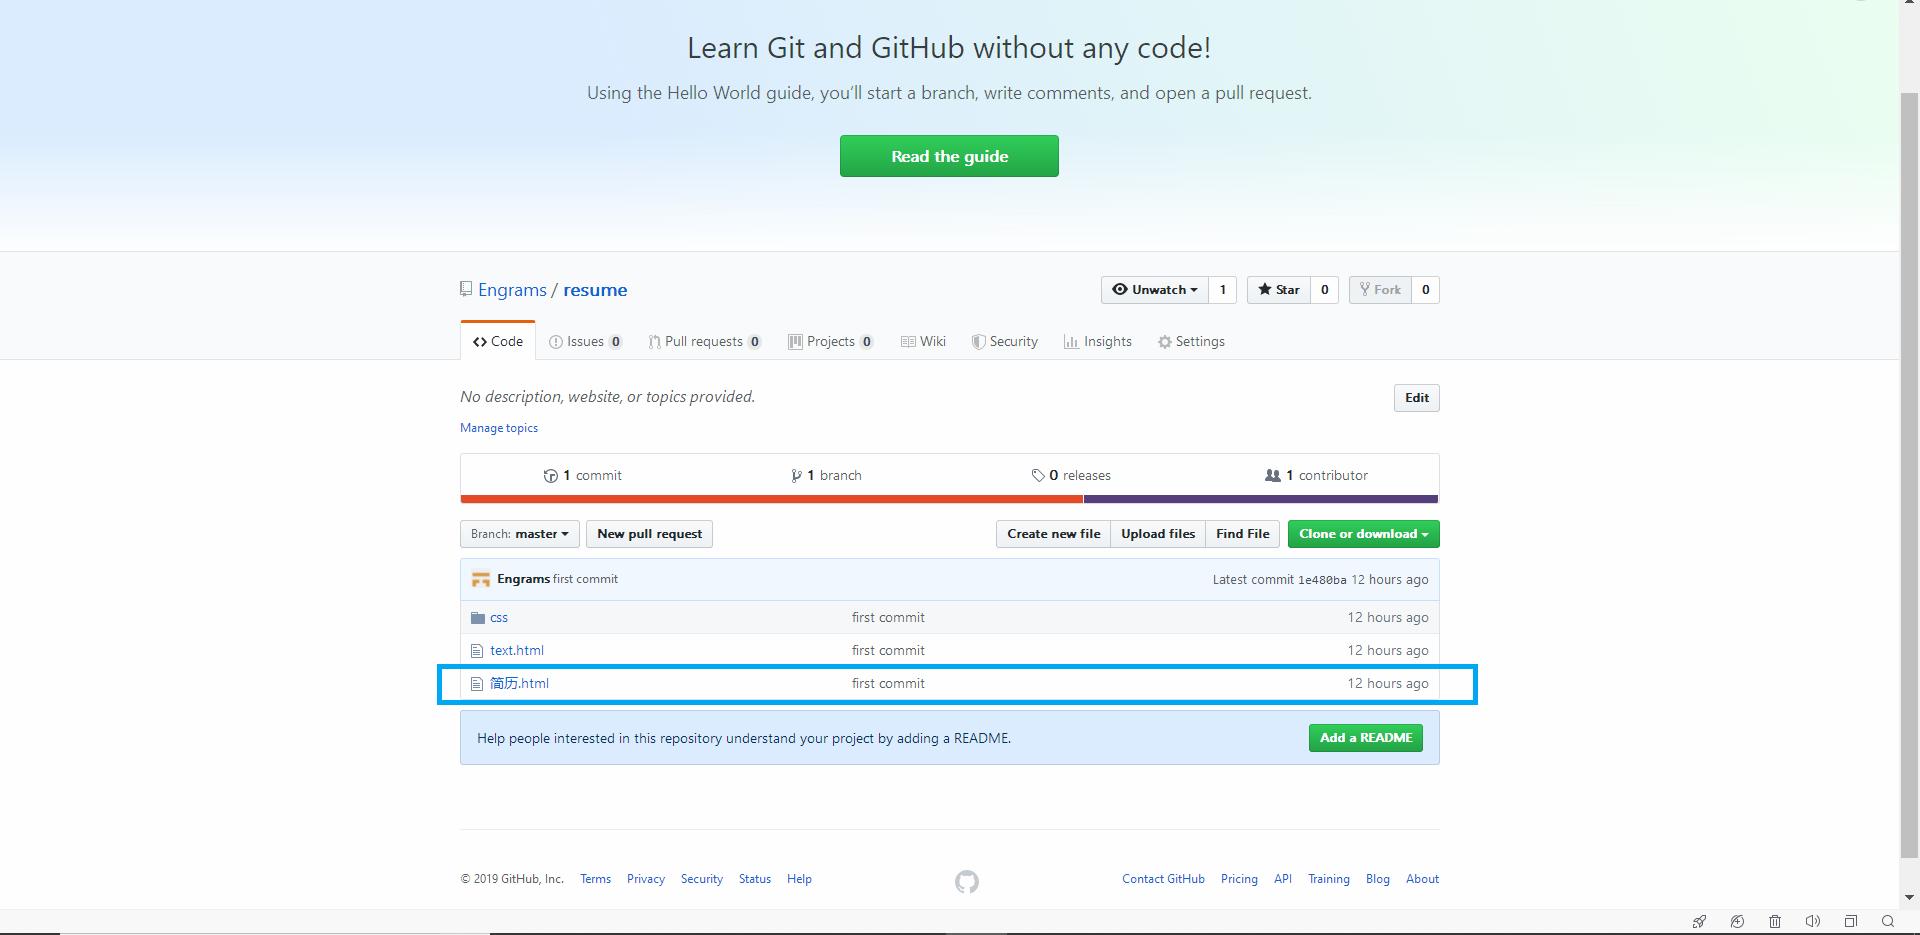 Learn Git and GitHub without any code!
Using the Hello World guide, you’ll start a branch, write comments, and open a pull request.
Read the guide
Engrams / resume
Unwatch 1 Star 0 Fork 0
Code Issues 0 Pull requests 0 Projects 0 Wiki Security Insights Settings
No description, website, or topics provided.
Edit
Manage topics
1 commit 1 branch 0 releases 1 contributor
Branch: master New pull request Create new file Upload files Find File Clone or download
Engrams first commit Latest commit 1e480ba 12 hours ago
css first commit 12 hours ago
text.html first commit 12 hours ago
简历.html first commit 12 hours ago
Help people interested in this repository understand your project by adding a README. Add a README
© 2019 GitHub, Inc. Terms Privacy Security Status Help Contact GitHub Pricing API Training Blog About